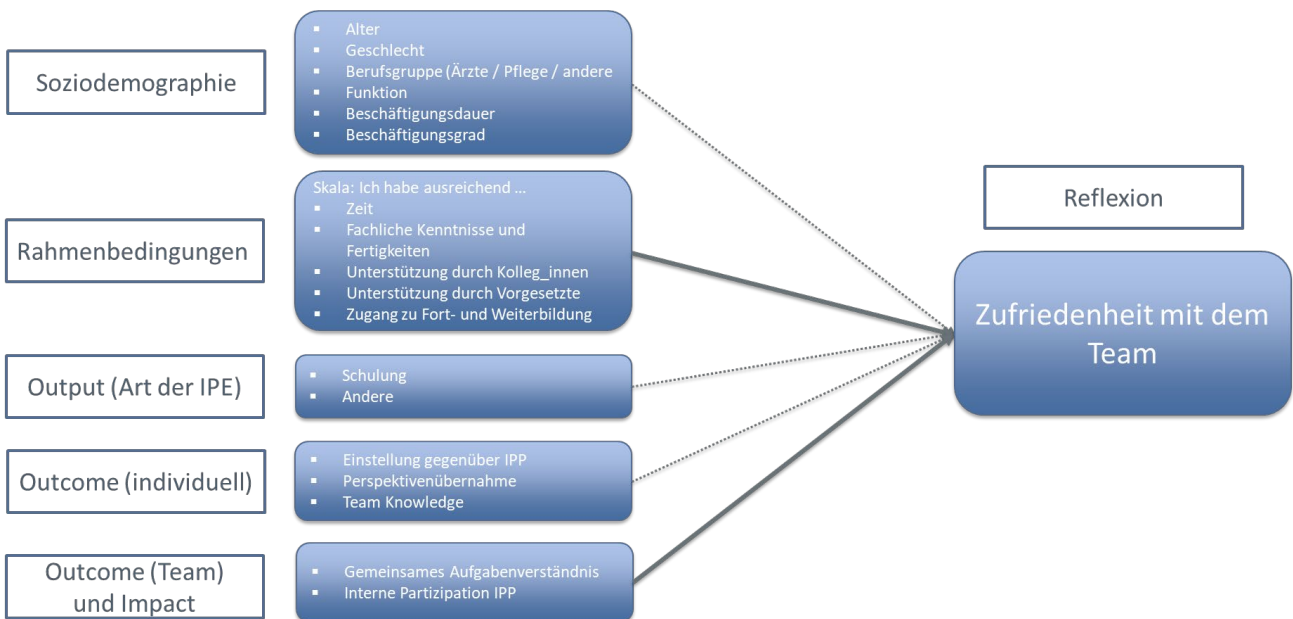 Soziodemographie
Alter
Geschlecht
Berufsgruppe (Ärzte / Pflege / andere
Funktion
Beschäftigungsdauer
Beschäftigungsgrad
Rahmenbedingungen
Skala: Ich habe ausreichend ...
Zeit
Fachliche Kenntnisse und
Fertigkeiten
Unterstützung durch Kolleg_innen
Unterstützung durch Vorgesetzte
Zugang zu Fort- und Weiterbildung
Output (Art der IPE)
Schulung
Andere
Outcome (individuell)
Einstellung gegenüber IPP
Perspektivenübernahme
Team Knowledge
Outcome (Team)
und Impact
Gemeinsames Aufgabenverständnis
Interne Partizipation IPP
Reflexion
Zufriedenheit mit dem
Team